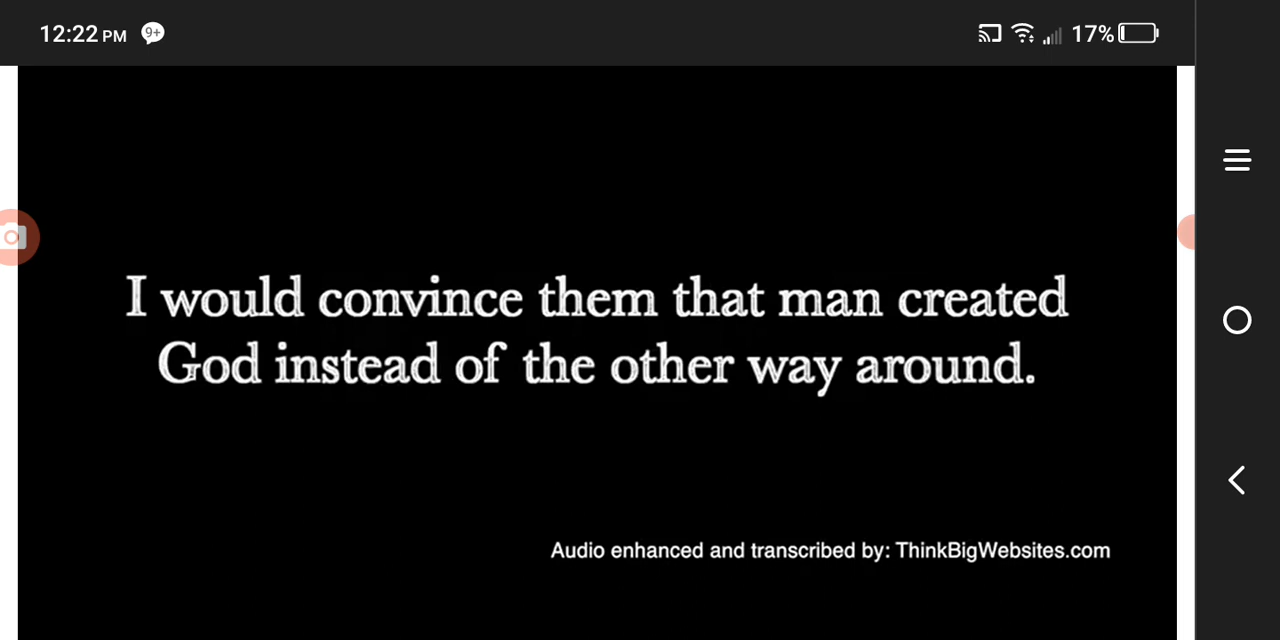 12:22 PM 9+ 17%
I would convince them that man created
God instead of the other way around.
Audio enhanced and transcribed by: ThinkBigWebsites.com